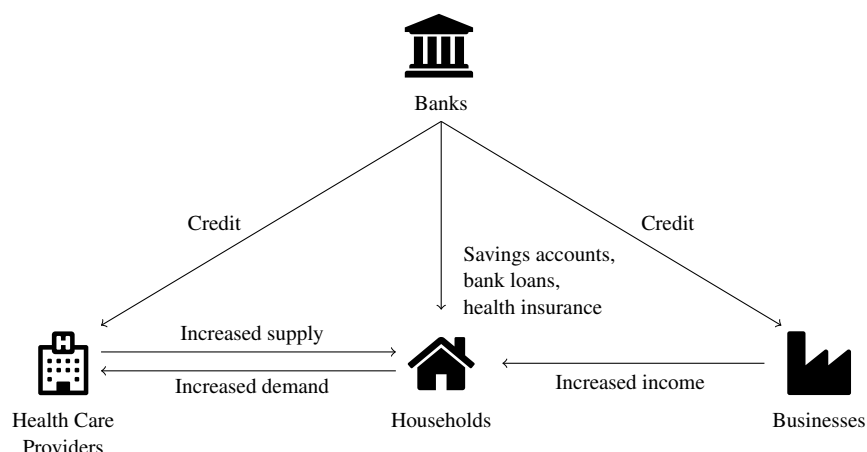 Banks
Credit
Credit
Savings accounts,
bank loans,
health insurance
H
Increased supply
Increased demand
Increased income
Health Care
Providers
Households
Businesses